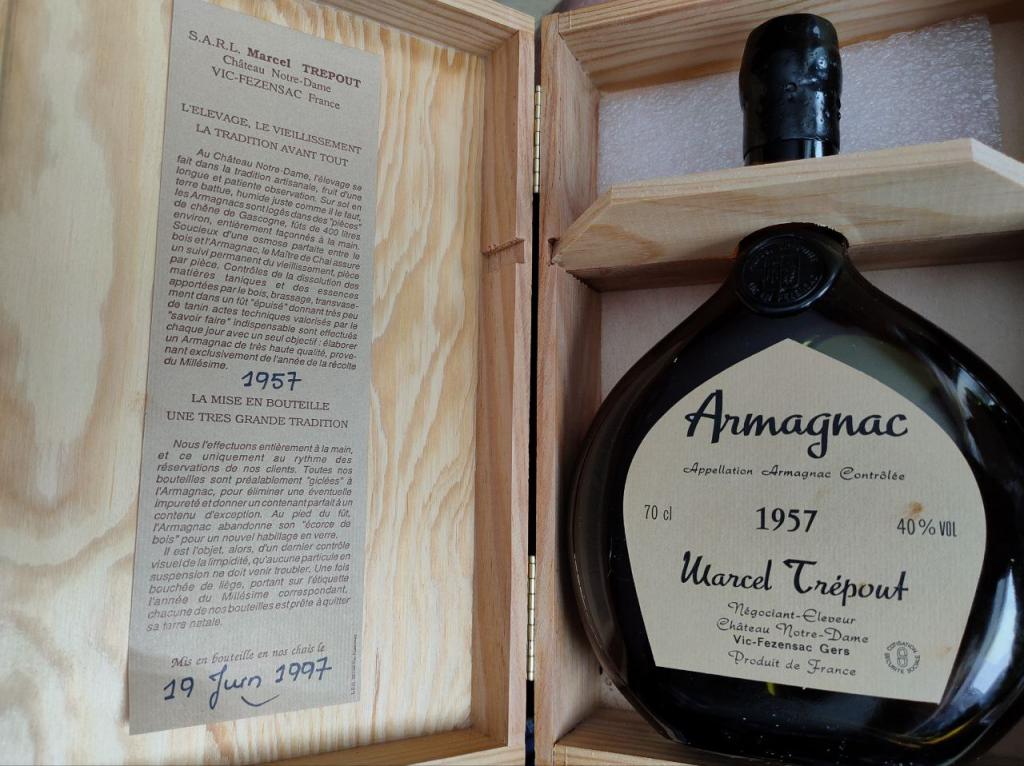 S.A.R.L. Marcel TREPOUT
Château Notre-Dame
VIC-FEZENSAC France
L'ELEVAGE, LE VIEILLISSEMENT
LA TRADITION AVANT TOUT
Au Château Notre-Dame, l'élevage se
fait dans la tradition artisanale, fruit d'une
longue et patiente observation. Sur sol en
terre battue, humide juste comme il le faut,
les Armagnacs sont logés dans des "pièces"
de chêne de Gascogne, fûts de 400 litres
environ, entièrement façonnés à la main.
Soucieux d'une osmose parfaite entre le
bois et l'Armagnac, le Maître de Chai assure
un suivi permanent du vieillissement, pièce
par pièce. Contrôles de la dissolution des
matières taniques et des essences
apportées par le bois, brassage, transvase-
ment dans un fût "épuisé" donnant très peu
de tanin actes techniques valorisés par le
"savoir faire" indispensable sont effectués
chaque jour avec un seul objectif : élaborer
un Armagnac de très haute qualité, prove-
nant exclusivement de l'année de la récolte
du Millésime.
1957
LA MISE EN BOUTEILLE
UNE TRES GRANDE TRADITION
Nous l'effectuons entièrement à la main,
et ce uniquement au rythme des
réservations de nos clients. Toutes nos
bouteilles sont préalablement "giclées" à
l'Armagnac, pour éliminer une éventuelle
impureté et donner un contenant parfait à un
contenu d'exception. Au pied du fût,
l'Armagnac abandonne son "écorce de
bois" pour un nouvel habillage en verre.
Il est l'objet, alors, d'un dernier contrôle
visuel de la limpidité, qu'aucune particule en
suspension ne doit venir troubler. Une fois
bouchée de liège, portant sur l'étiquette
l'année du Millésime correspondant,
chacune de nos bouteilles est prête à quitter
sa terre natale.
Mis en bouteille en nos chais le
19 Juin 1997
Armagnac
Appellation Armagnac Contrôlée
70 cl
1957
40 % VOL
Marcel Trépout
Négociant-Eleveur
Château Notre-Dame
Vic-Fezensac Gers
Produit de France
COTISATION
SECURITE SOCIALE